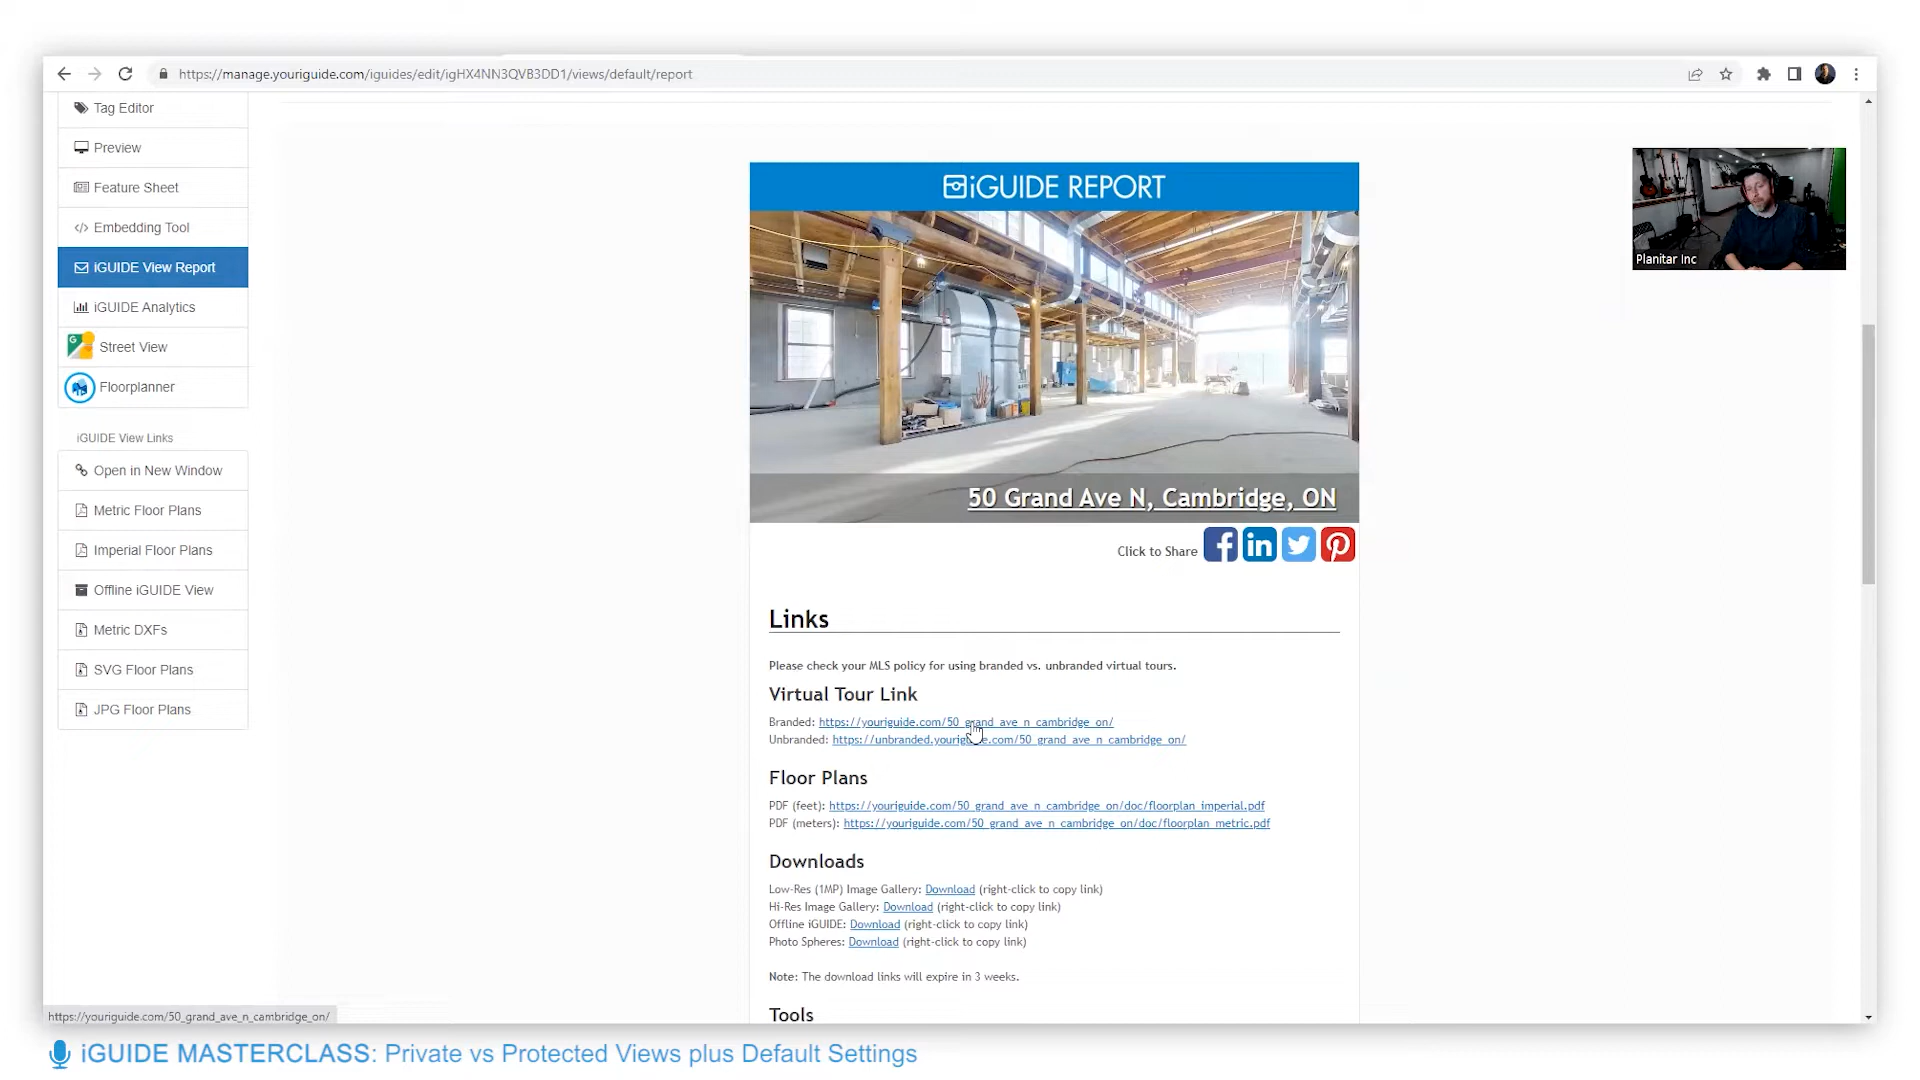 https://manage.youriguide.com/iguides/edit/igHX4NN3QVB3DD1/views/default/report
Tag Editor
Preview
Feature Sheet
Embedding Tool
iGUIDE View Report
iGUIDE Analytics
Street View
Floorplanner
iGUIDE View Links
Open in New Window
Metric Floor Plans
Imperial Floor Plans
Offline iGUIDE View
Metric DXFs
SVG Floor Plans
JPG Floor Plans
iGUIDE REPORT
50 Grand Ave N, Cambridge, ON
Click to Share
Links
Please check your MLS policy for using branded vs. unbranded virtual tours.
Virtual Tour Link
Branded: https://youriguide.com/50_grand_ave_n_cambridge_on/
Unbranded: https://unbranded.youriguide.com/50_grand_ave_n_cambridge_on/
Floor Plans
PDF (feet): https://youriguide.com/50_grand_ave_n_cambridge_on/doc/floorplan_imperial.pdf
PDF (meters): https://youriguide.com/50_grand_ave_n_cambridge_on/doc/floorplan_metric.pdf
Downloads
Low-Res (1MP) Image Gallery: Download (right-click to copy link)
Hi-Res Image Gallery: Download (right-click to copy link)
Offline iGUIDE: Download (right-click to copy link)
Photo Spheres: Download (right-click to copy link)
Note: The download links will expire in 3 weeks.
Tools
Planitar Inc
https://youriguide.com/50_grand_ave_n_cambridge_on/
iGUIDE MASTERCLASS: Private vs Protected Views plus Default Settings